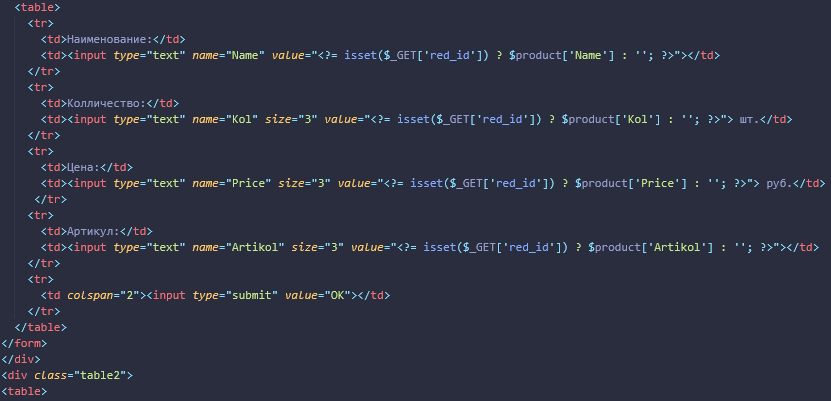 <table>
<tr>
<td>Наименование:</td>
<td><input type="text" name="Name" value="<?= isset($_GET['red_id']) ? $product['Name'] : ''; ?>"></td>
</tr>
<tr>
<td>Колличество:</td>
<td><input type="text" name="Kol" size="3" value="<?= isset($_GET['red_id']) ? $product['Kol'] : ''; ?>"> шт.</td>
</tr>
<tr>
<td>Цена:</td>
<td><input type="text" name="Price" size="3" value="<?= isset($_GET['red_id']) ? $product['Price'] : ''; ?>"> руб.</td>
</tr>
<tr>
<td>Артикул:</td>
<td><input type="text" name="Artikol" size="3" value="<?= isset($_GET['red_id']) ? $product['Artikol'] : ''; ?>"></td>
</tr>
<tr>
<td colspan="2"><input type="submit" value="OK"></td>
</tr>
</table>
</form>
</div>
<div class="table2">
<table>